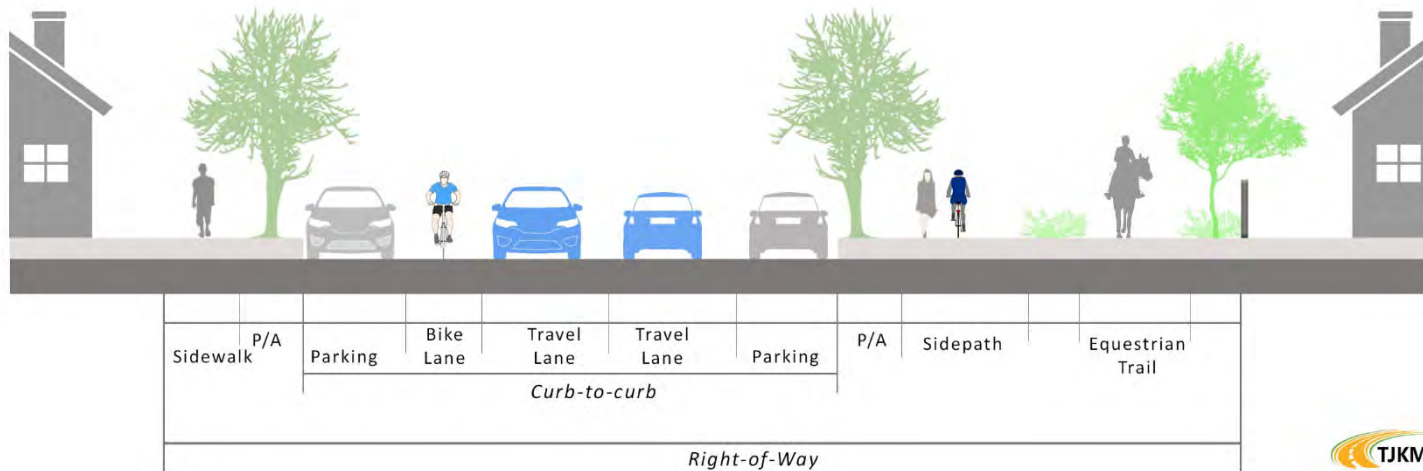 Sidewalk
P/A
Parking
Bike
Lane
Travel
Lane
Travel
Lane
Parking
P/A
Sidepath
Equestrian
Trail
Curb-to-curb
Right-of-Way
TJKM